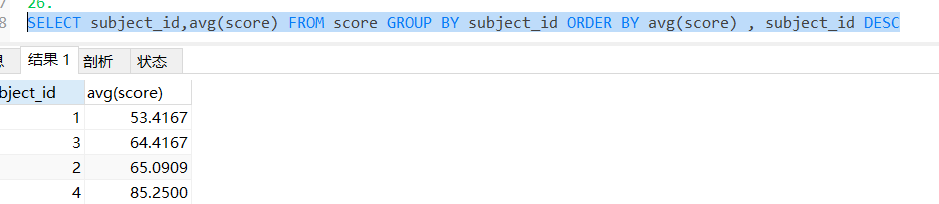 26.
8 SELECT subject_id,avg(score) FROM score GROUP BY subject_id ORDER BY avg(score) , subject_id DESC
息 结果 1 剖析 状态
bject_id avg(score)
1 53.4167
3 64.4167
2 65.0909
4 85.2500